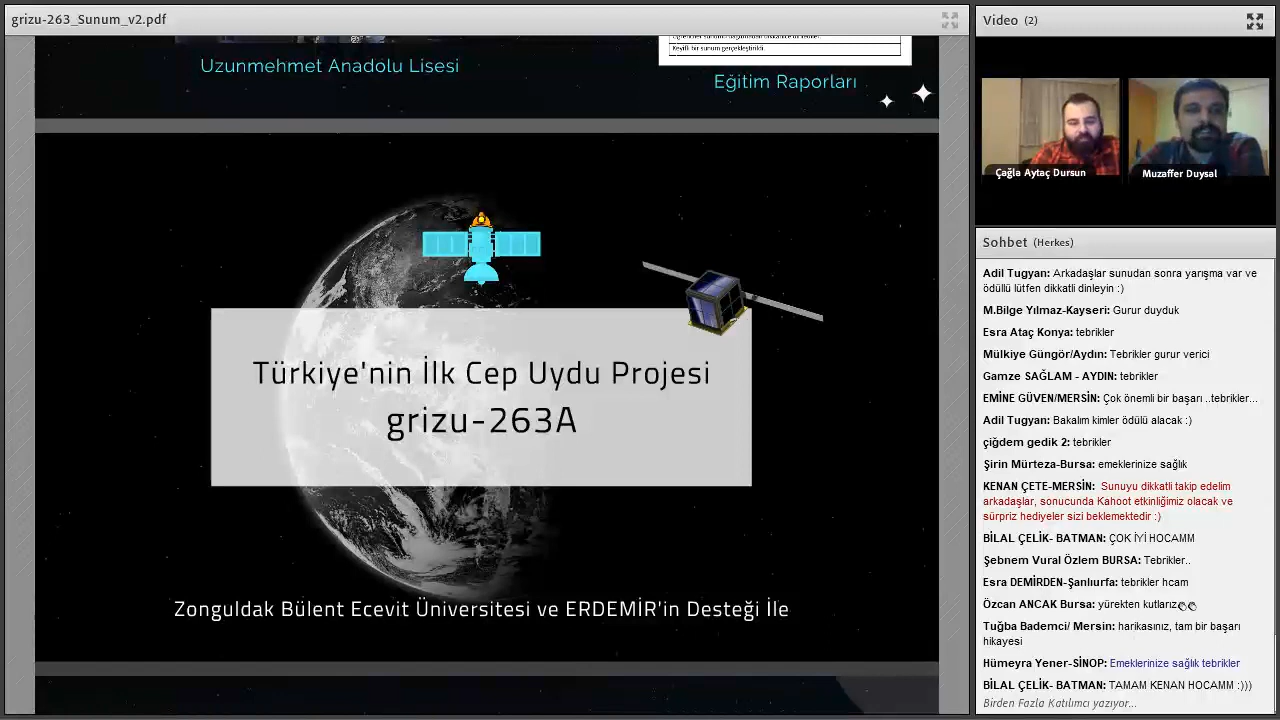 grizu-263_Sunum_v2.pdf
Keyifli bir sunum gerçekleştirildi.
Uzunmehmet Anadolu Lisesi
Eğitim Raporları
Türkiye'nin İlk Cep Uydu Projesi
grizu-263A
Zonguldak Bülent Ecevit Üniversitesi ve ERDEMİR'in Desteği İle
Video (2)
Çağla Aytaç Dursun
Muzaffer Duysal
Sohbet (Herkes)
Adil Tugyan: Arkadaşlar sunudan sonra yarışma var ve
ödüllü lütfen dikkatli dinleyin :)
M.Bilge Yılmaz-Kayseri: Gurur duyduk
Esra Ataç Konya: tebrikler
Mülkiye Güngör/Aydın: Tebrikler gurur verici
Gamze SAĞLAM - AYDIN: tebrikler
EMİNE GÜVEN/MERSİN: Çok önemli bir başarı ..tebrikler...
Adil Tugyan: Bakalım kimler ödülü alacak :)
çiğdem gedik 2: tebrikler
Şirin Mürteza-Bursa: emeklerinize sağlık
KENAN ÇETE-MERSİN: Sunuyu dikkatli takip edelim
arkadaşlar, sonucunda Kahoot etkinliğimiz olacak ve
sürpriz hediyeler sizi beklemektedir :)
BİLAL ÇELİK- BATMAN: ÇOK İYİ HOCAMM
Şebnem Vural Özlem BURSA: Tebrikler..
Esra DEMİRDEN-Şanlıurfa: tebrikler hcam
Özcan ANCAK Bursa: yürekten kutlarız
Tuğba Bademci/ Mersin: harikasınız, tam bir başarı
hikayesi
Hümeyra Yener-SİNOP: Emeklerinize sağlık tebrikler
BİLAL ÇELİK- BATMAN: TAMAM KENAN HOCAMM :)))
Birden Fazla Katılımcı yazıyor...